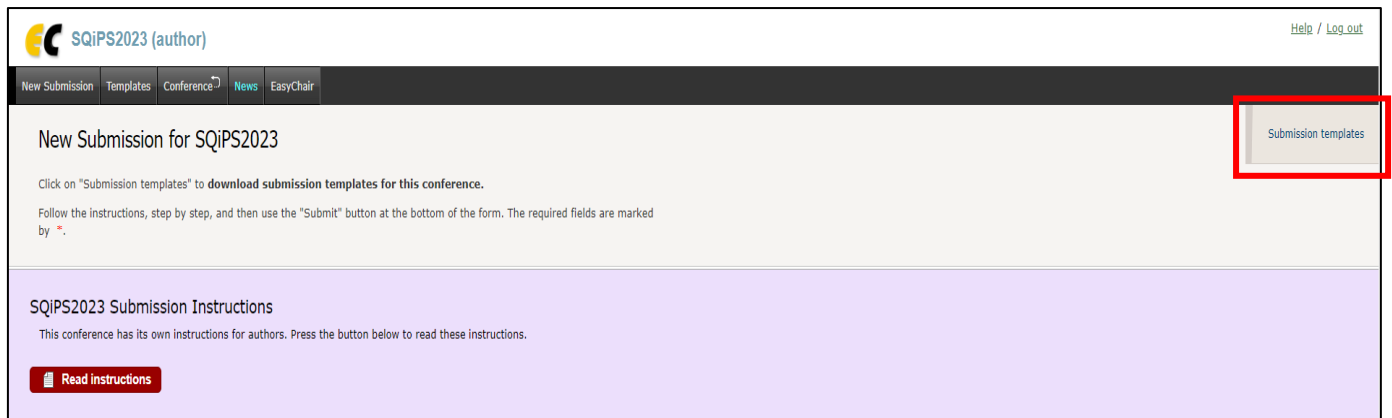 SQiPS2023 (author)
Help / Log out
New Submission Templates Conference News EasyChair
New Submission for SQiPS2023
Submission templates
Click on "Submission templates" to download submission templates for this conference.
Follow the instructions, step by step, and then use the "Submit" button at the bottom of the form. The required fields are marked
by *.
SQiPS2023 Submission Instructions
This conference has its own instructions for authors. Press the button below to read these instructions.
Read instructions